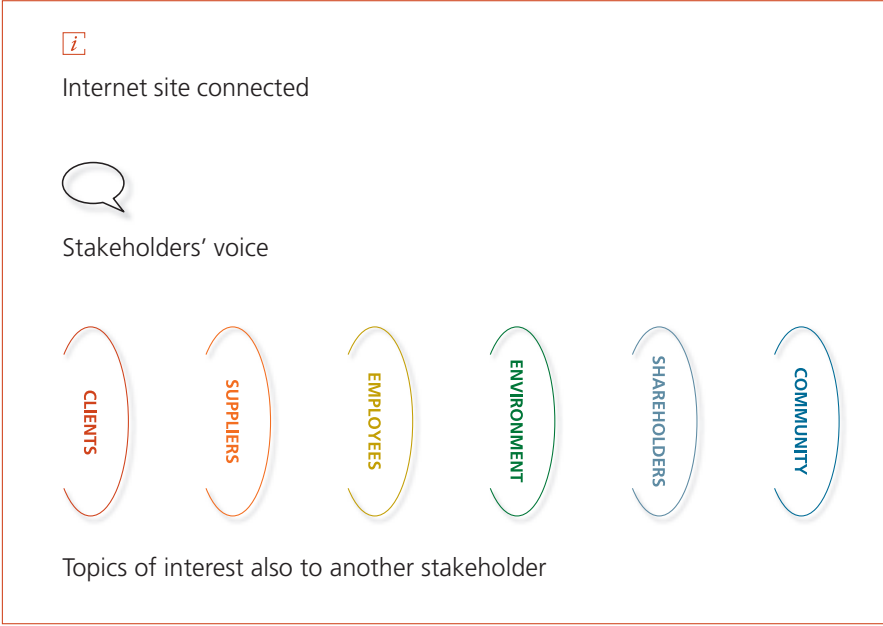 i
Internet site connected
Stakeholders’ voice
CLIENTS
SUPPLIERS
EMPLOYEES
ENVIRONMENT
SHAREHOLDERS
COMMUNITY
Topics of interest also to another stakeholder